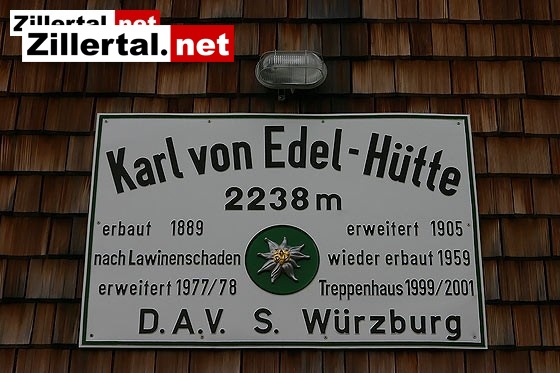 Zillertal.net
Zillertal.net
Karl von Edel-Hütte
2238 m
erbaut 1889 erweitert 1905
nach Lawinenschaden wieder erbaut 1959
erweitert 1977/78 Treppenhaus 1999/2001
D.A.V. S. Würzburg